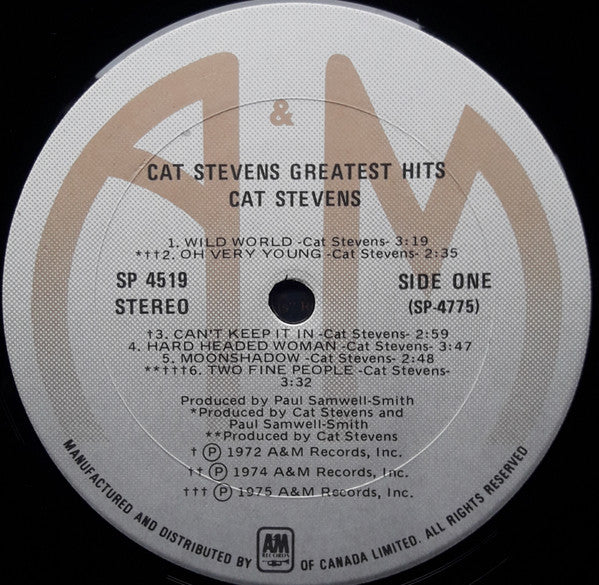 A&M
CAT STEVENS GREATEST HITS
CAT STEVENS
1. WILD WORLD -Cat Stevens- 3:19
*††2. OH VERY YOUNG -Cat Stevens- 2:35
SP 4519
STEREO
SIDE ONE
(SP-4775)
†3. CAN'T KEEP IT IN -Cat Stevens- 2:59
4. HARD HEADED WOMAN -Cat Stevens- 3:47
5. MOONSHADOW -Cat Stevens- 2:48
**†††6. TWO FINE PEOPLE -Cat Stevens-
3:32
Produced by Paul Samwell-Smith
*Produced by Cat Stevens and
Paul Samwell-Smith
**Produced by Cat Stevens
† Ⓟ 1972 A&M Records, Inc.
†† Ⓟ 1974 A&M Records, Inc.
††† Ⓟ 1975 A&M Records, Inc.
MANUFACTURED AND DISTRIBUTED BY A&M RECORDS OF CANADA LIMITED. ALL RIGHTS RESERVED